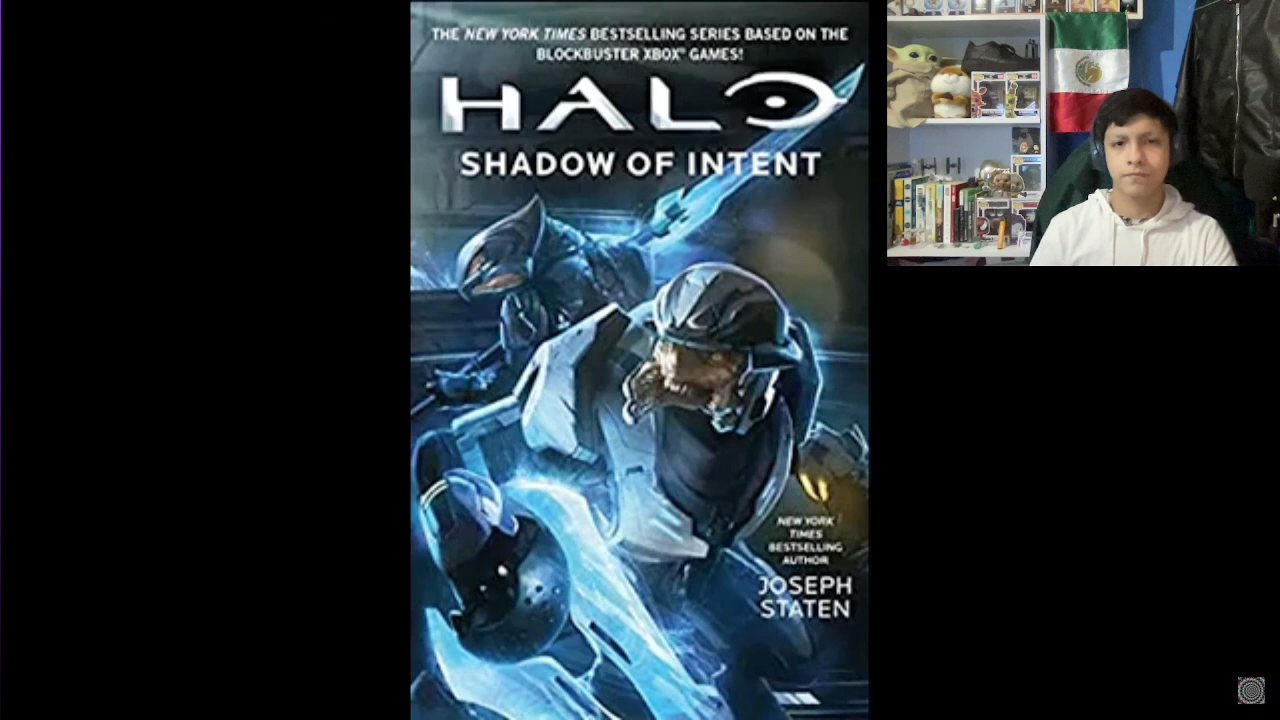 THE NEW YORK TIMES BESTSELLING SERIES BASED ON THE
BLOCKBUSTER XBOX™ GAMES!
HALO
SHADOW OF INTENT
NEW YORK
TIMES
BESTSELLING
AUTHOR
JOSEPH
STATEN